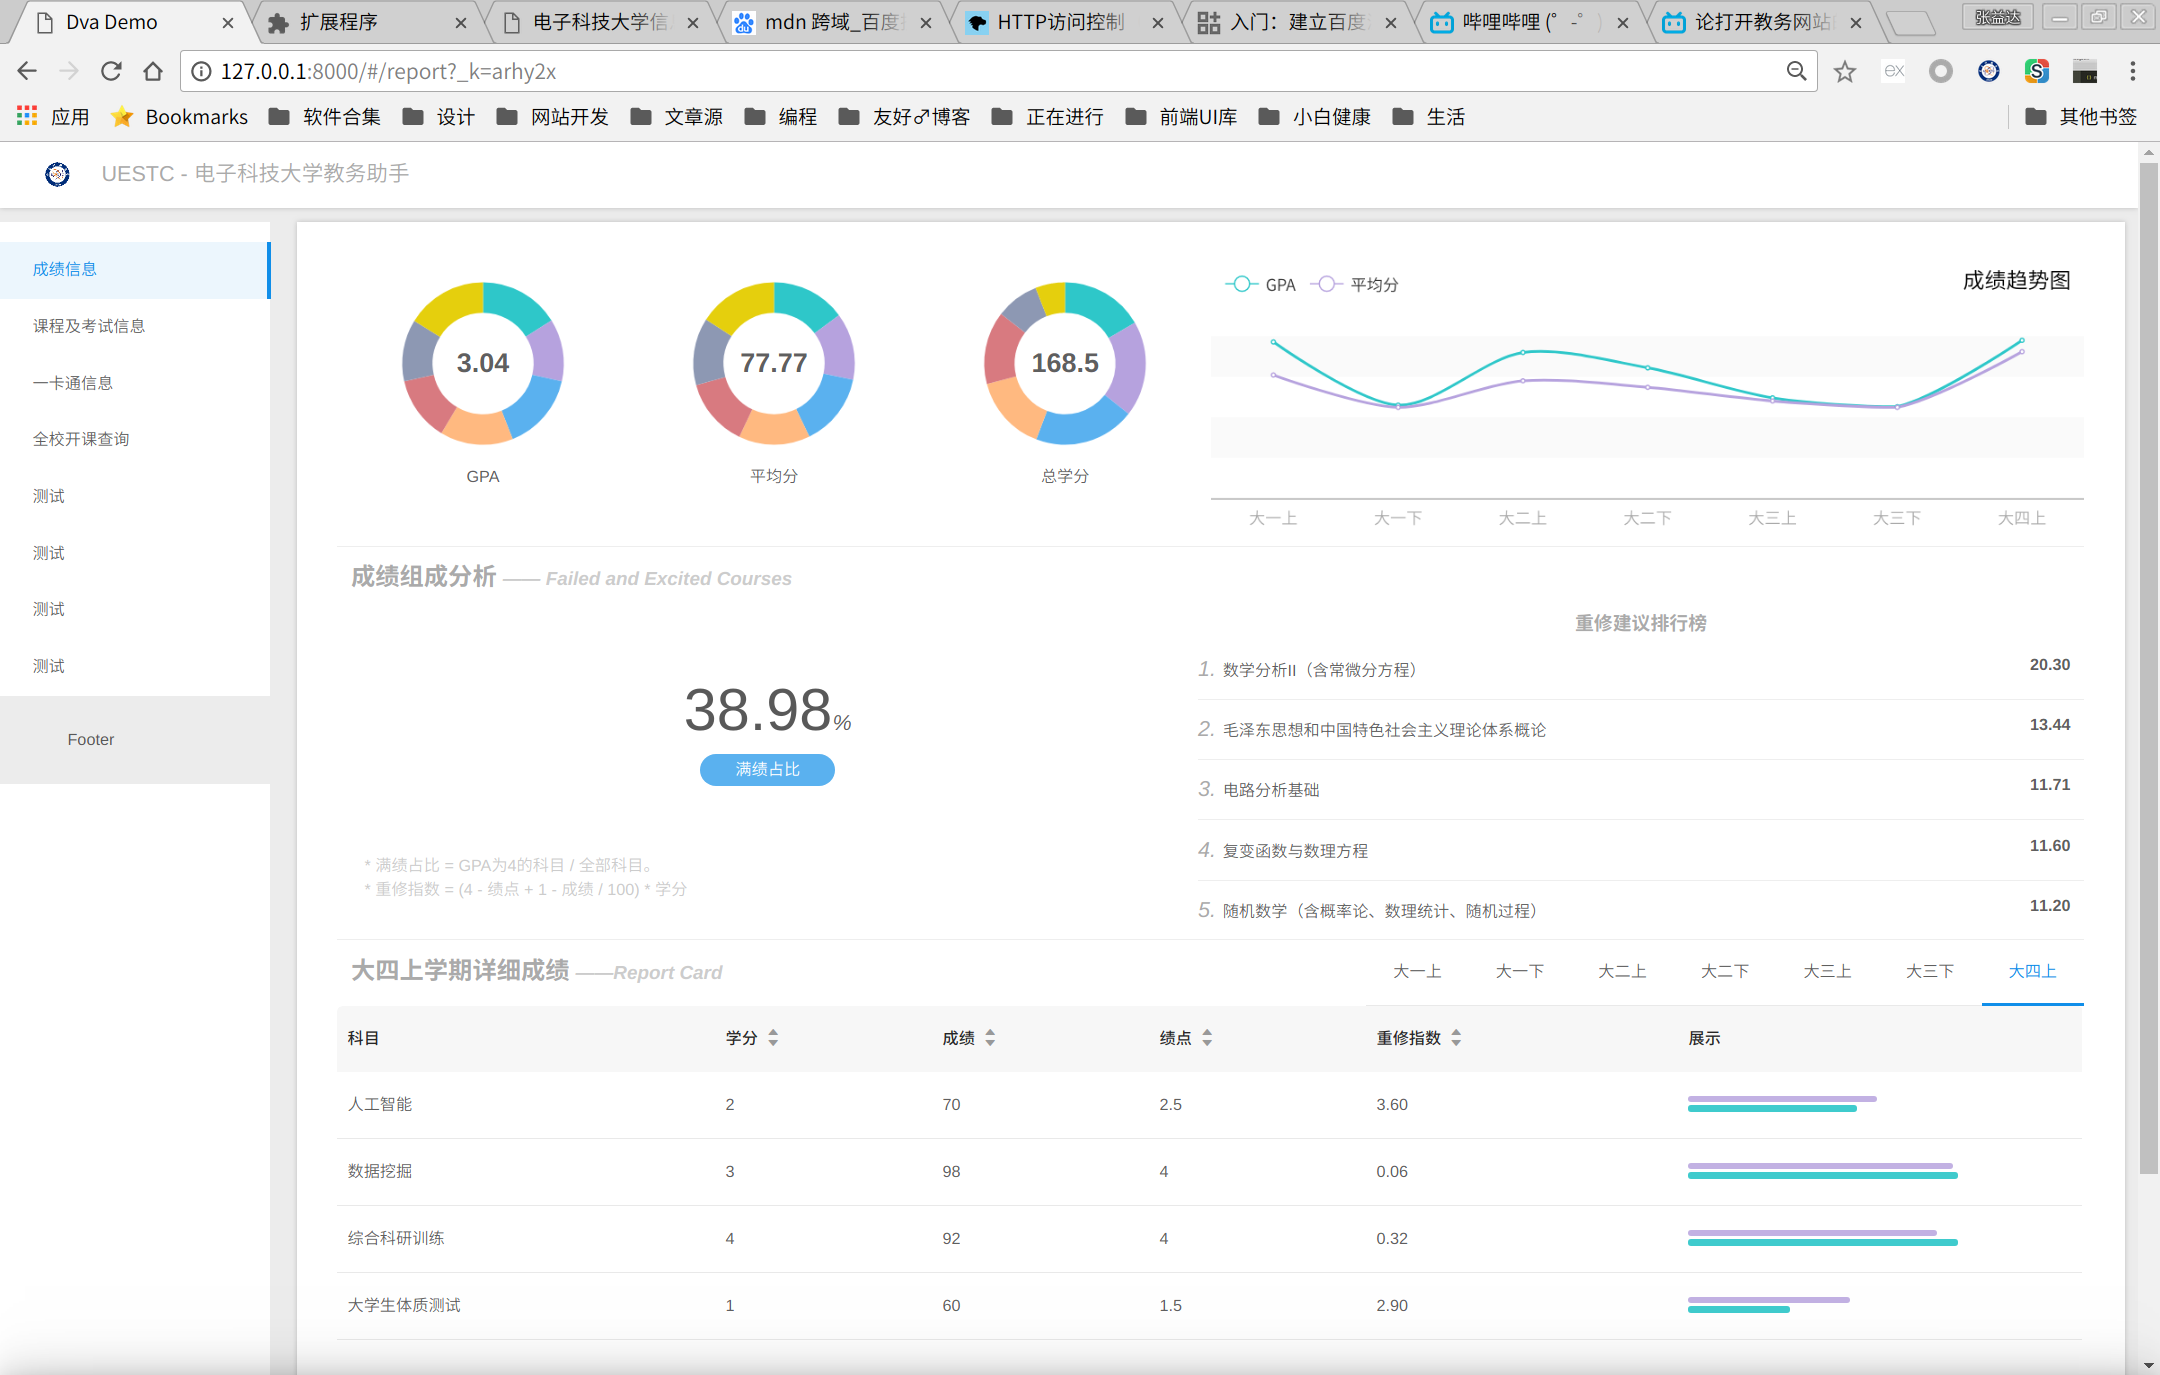 Dva Demo
扩展程序
电子科技大学信
mdn 跨域_百度
HTTP访问控制
入门：建立百度
哔哩哔哩 (゜-゜)
论打开教务网站
张益达
127.0.0.1:8000/#/report?_k=arhy2x
应用
Bookmarks
软件合集
设计
网站开发
文章源
编程
友好♂博客
正在进行
前端UI库
小白健康
生活
其他书签
UESTC - 电子科技大学教务助手
成绩信息
课程及考试信息
一卡通信息
全校开课查询
测试
测试
测试
测试
Footer
3.04
GPA
77.77
平均分
168.5
总学分
GPA
平均分
成绩趋势图
大一上
大一下
大二上
大二下
大三上
大三下
大四上
成绩组成分析 —— Failed and Excited Courses
38.98%
满绩占比
* 满绩占比 = GPA为4的科目 / 全部科目。
* 重修指数 = (4 - 绩点 + 1 - 成绩 / 100) * 学分
重修建议排行榜
1. 数学分析II（含常微分方程） 20.30
2. 毛泽东思想和中国特色社会主义理论体系概论 13.44
3. 电路分析基础 11.71
4. 复变函数与数理方程 11.60
5. 随机数学（含概率论、数理统计、随机过程） 11.20
大四上学期详细成绩 ——Report Card
大一上 大一下 大二上 大二下 大三上 大三下 大四上
科目 学分 成绩 绩点 重修指数 展示
人工智能 2 70 2.5 3.60
数据挖掘 3 98 4 0.06
综合科研训练 4 92 4 0.32
大学生体质测试 1 60 1.5 2.90